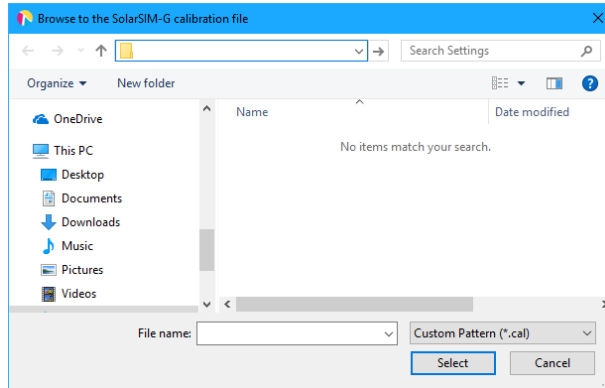 Browse to the SolarSIM-G calibration file
Search Settings
Organize
New folder
Name
Date modified
OneDrive
This PC
Desktop
Documents
Downloads
Music
Pictures
Videos
No items match your search.
File name:
Custom Pattern (*.cal)
Select
Cancel